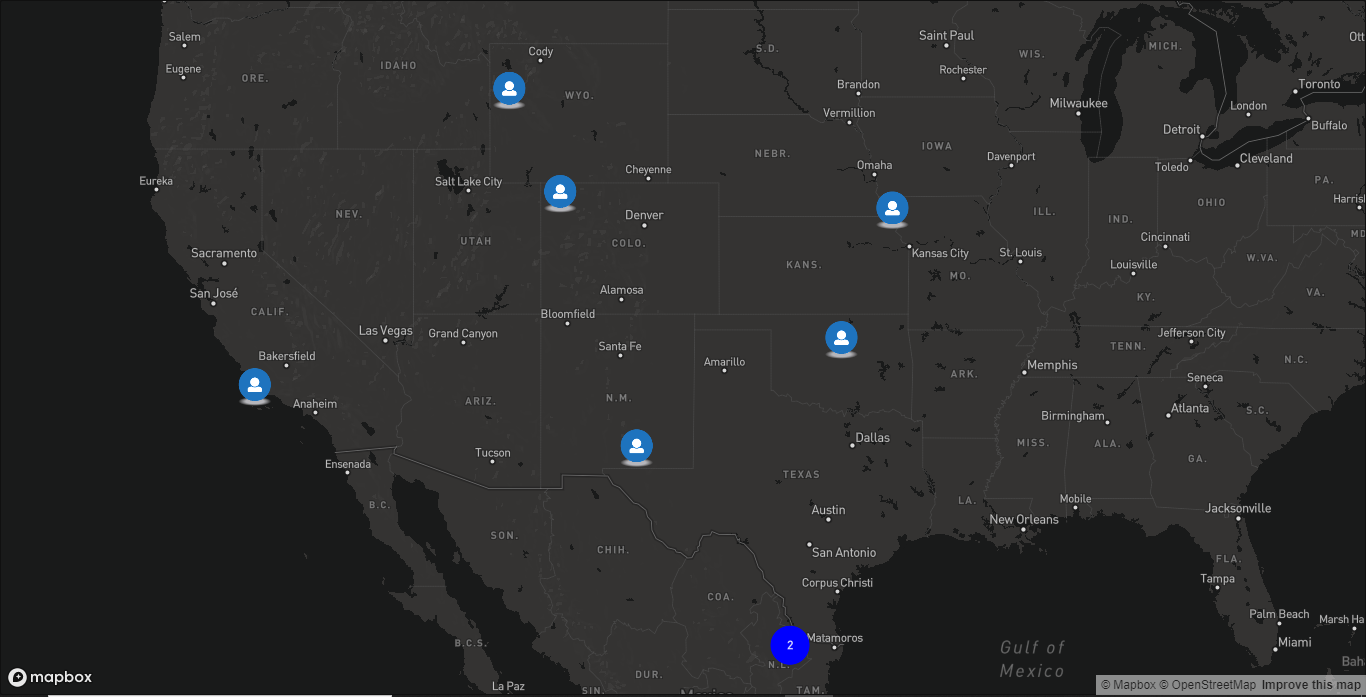 Salem
Saint Paul
Ott
Cody
S.D.
WIS.
MICH.
Eugene
ORE.
IDAHO
Rochester
WYO.
Brandon
Toronto
Milwaukee
London
Vermillion
Detroit
Buffalo
NEBR.
IOWA
Davenport
Cleveland
Eureka
Salt Lake City
Cheyenne
Omaha
Toledo
PA.
NEV.
Denver
ILL.
IND.
OHIO
Harris
UTAH
COLO.
Cincinnati
MD
Sacramento
KANS.
Kansas City
St. Louis
Louisville
W.VA.
MO.
San José
Alamosa
KY.
VA.
CALIF.
Bloomfield
Las Vegas
Grand Canyon
Jefferson City
Bakersfield
Santa Fe
Amarillo
Memphis
TENN.
N.C.
ARK.
Seneca
Anaheim
ARIZ.
N.M.
Birmingham
Atlanta
S.C.
Dallas
MISS.
ALA.
Tucson
GA.
Ensenada
TEXAS
B.C.
Austin
LA.
Mobile
New Orleans
Jacksonville
SON.
CHIH.
San Antonio
FLA.
Corpus Christi
Tampa
COA.
Palm Beach
Marsh Ha
B.C.S.
2
Matamoros
Gulf of
Mexico
Miami
N.L.
Bah
mapbox
DUR.
La Paz
SIN.
TAM.
© Mapbox © OpenStreetMap Improve this map